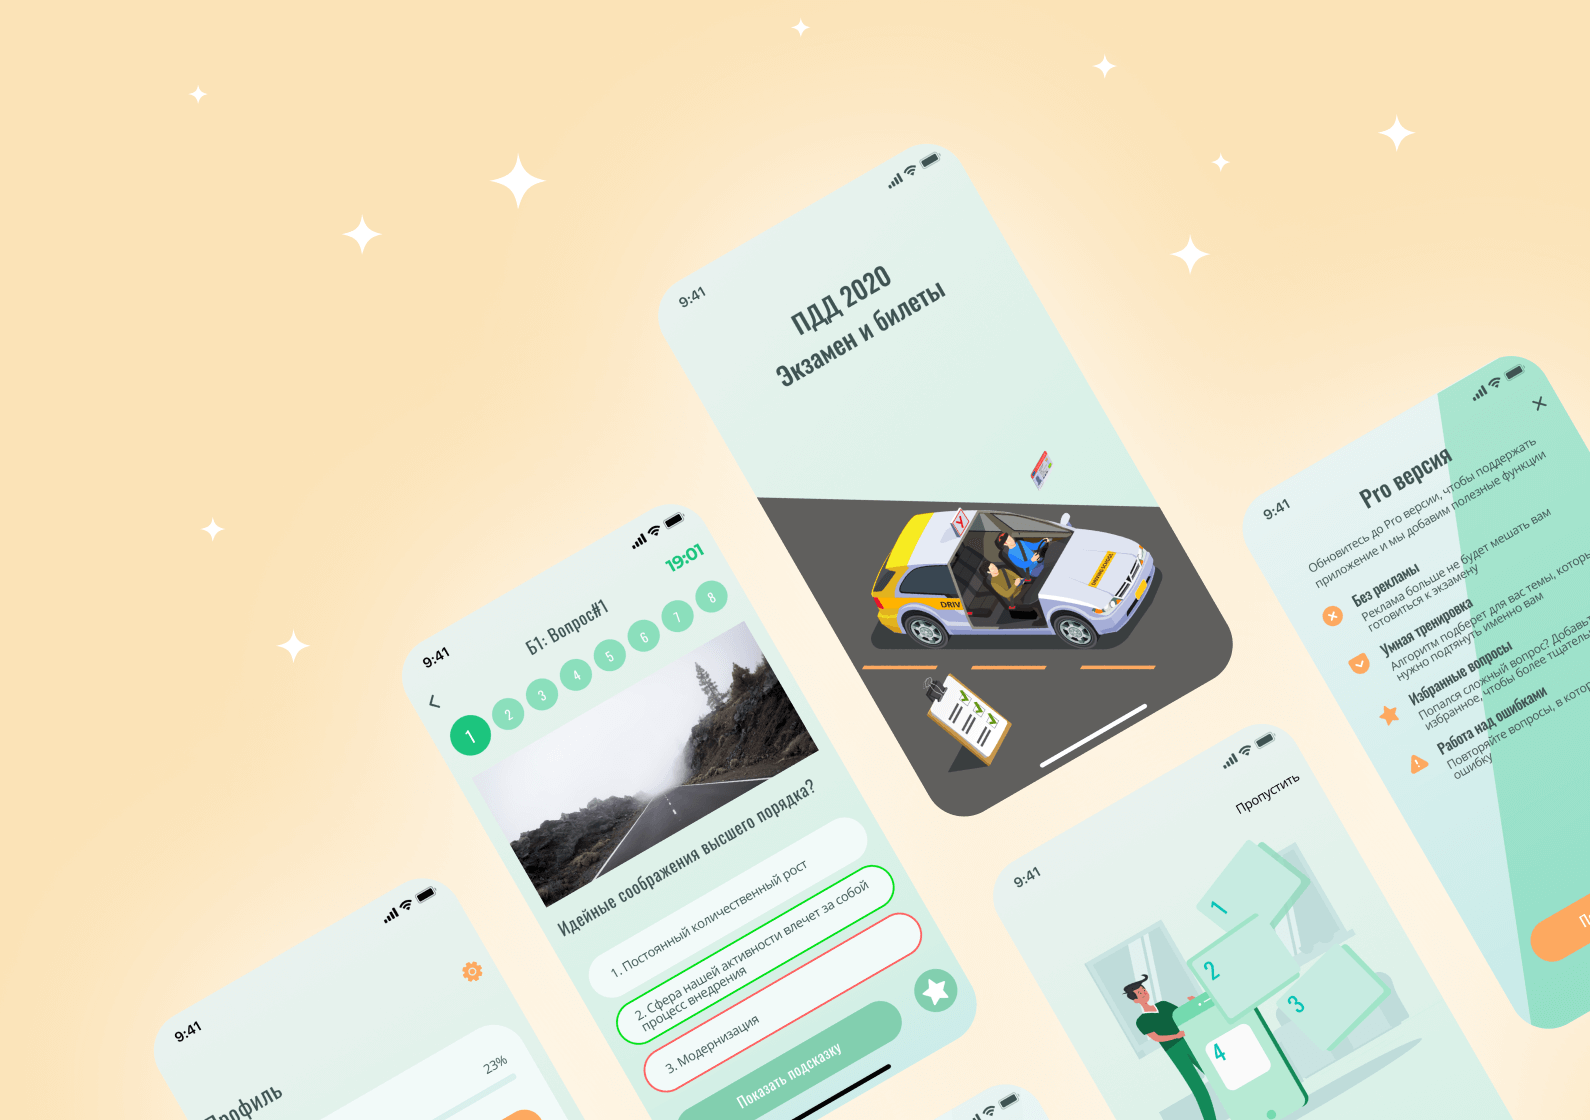 9:41
ПДД 2020
Экзамен и билеты
У
DRIV
DRIVING SCHOOL
9:41
19:01
Б1: Вопрос#1
1 2 3 4 5 6 7 8
Идейные соображения высшего порядка?
1. Постоянный количественный рост
2. Сфера нашей активности влечет за собой
процесс внедрения
3. Модернизация
Показать подсказку
9:41
Профиль
23%
9:41
Пропустить
1
2
3
4
9:41
Pro версия
Обновитесь до Pro версии, чтобы поддержать
приложение и мы добавим полезные функции
Без рекламы
Реклама больше не будет мешать вам
готовиться к экзамену
Умная тренировка
Алгоритм подберет для вас темы, которы
нужно подтянуть именно вам
Избранные вопросы
Попался сложный вопрос? Добавь
избранное, чтобы более тщатель
Работа над ошибками
Повторяйте вопросы, в котор
ошибку